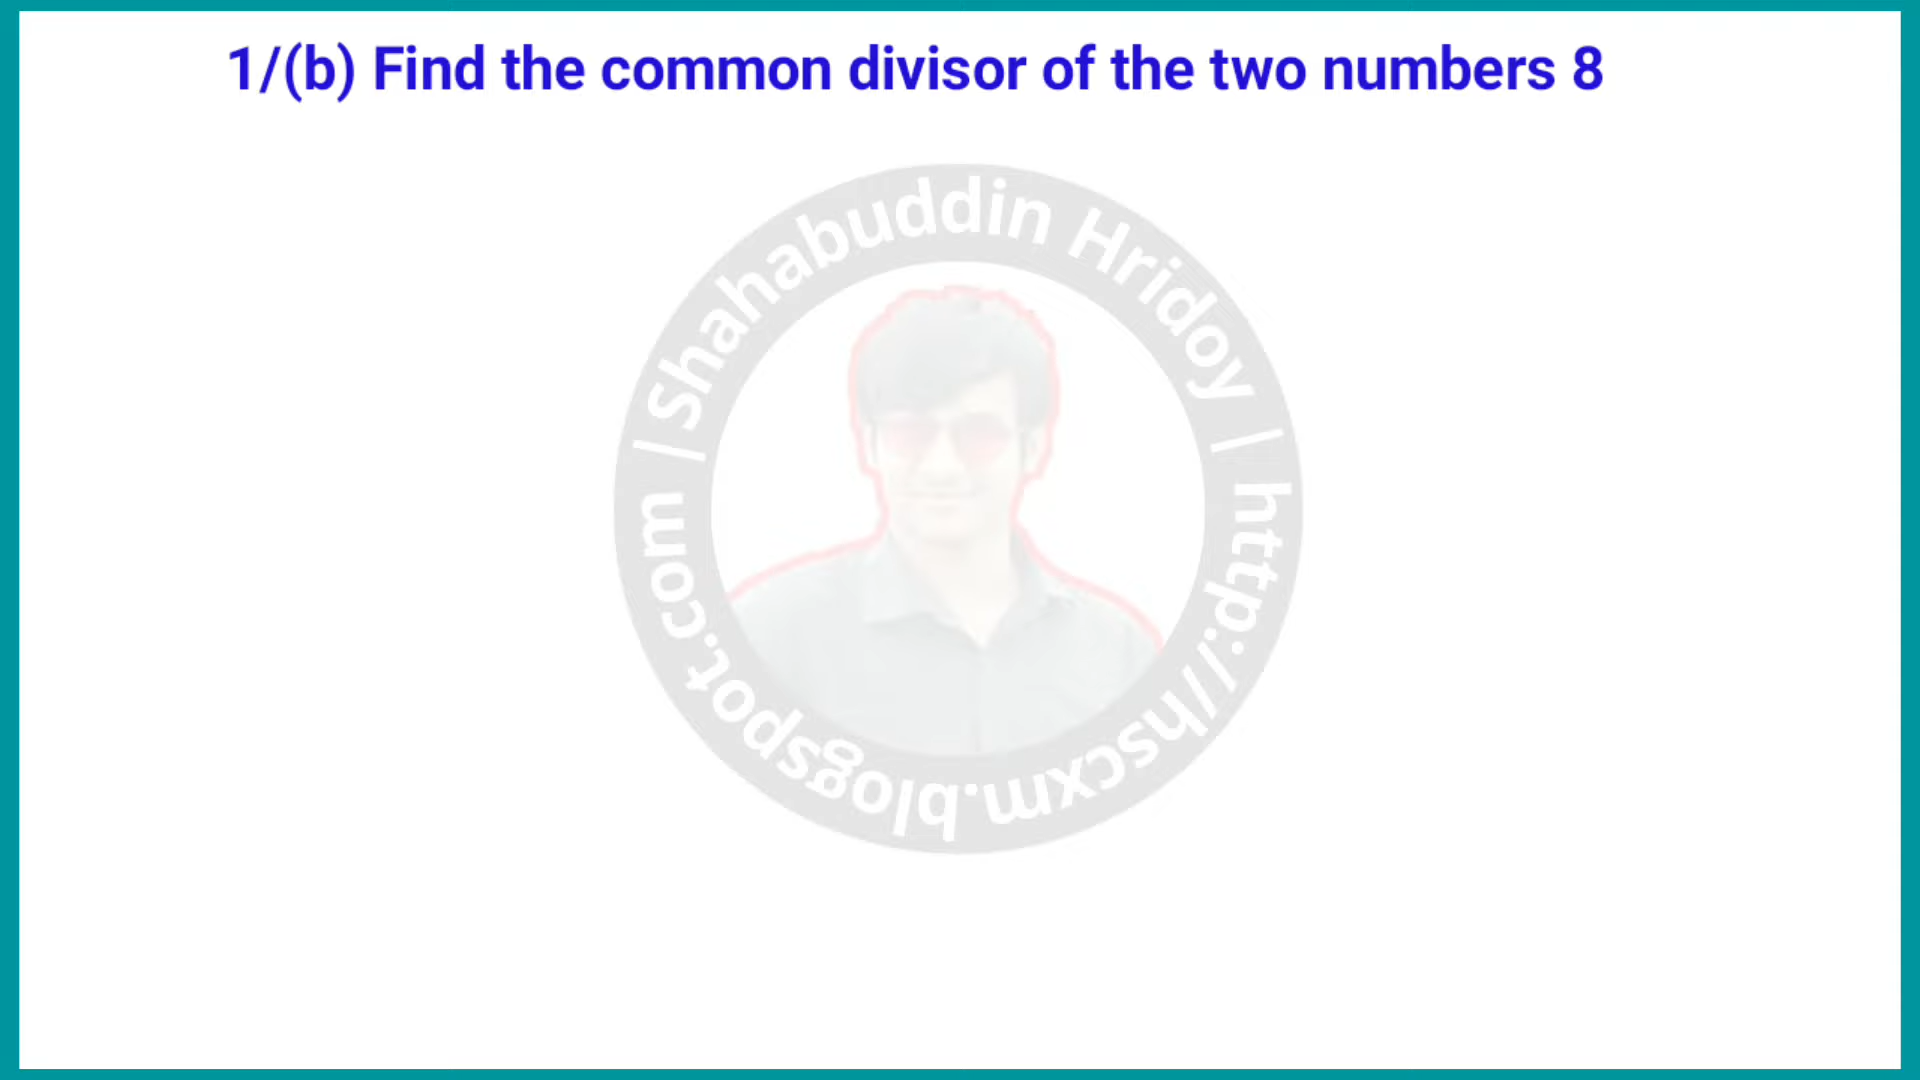 1/(b) Find the common divisor of the two numbers 8
| Shahabuddin Hridoy | http://hscxm.blogspot.com